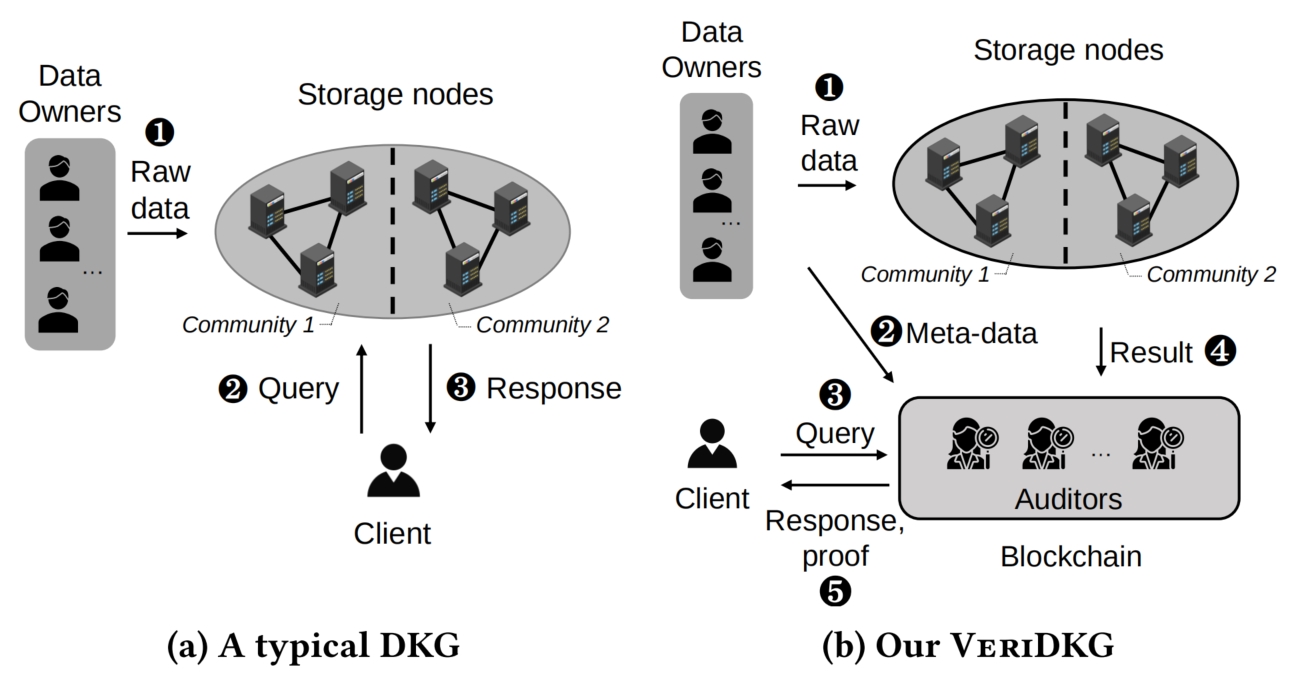 Data
Owners
❶
Raw
data
...
Storage nodes
Community 1
Community 2
❷ Query
❸ Response
Client
(a) A typical DKG
Data
Owners
❶
Raw
data
...
Storage nodes
Community 1
Community 2
❷ Meta-data
Result ❹
❸
Query
Client
Response,
proof
❺
...
Auditors
Blockchain
(b) Our VERIDKG